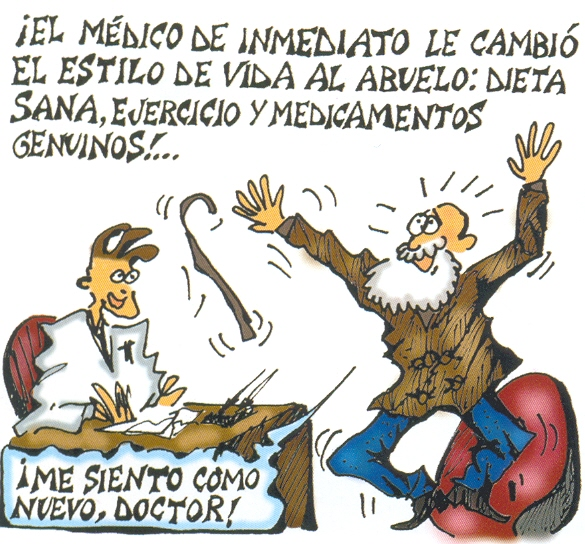 ¡EL MÉDICO DE INMEDIATO LE CAMBIÓ
EL ESTILO DE VIDA AL ABUELO: DIETA
SANA, EJERCICIO Y MEDICAMENTOS
GENUINOS!...
¡ME SIENTO COMO
NUEVO, DOCTOR!